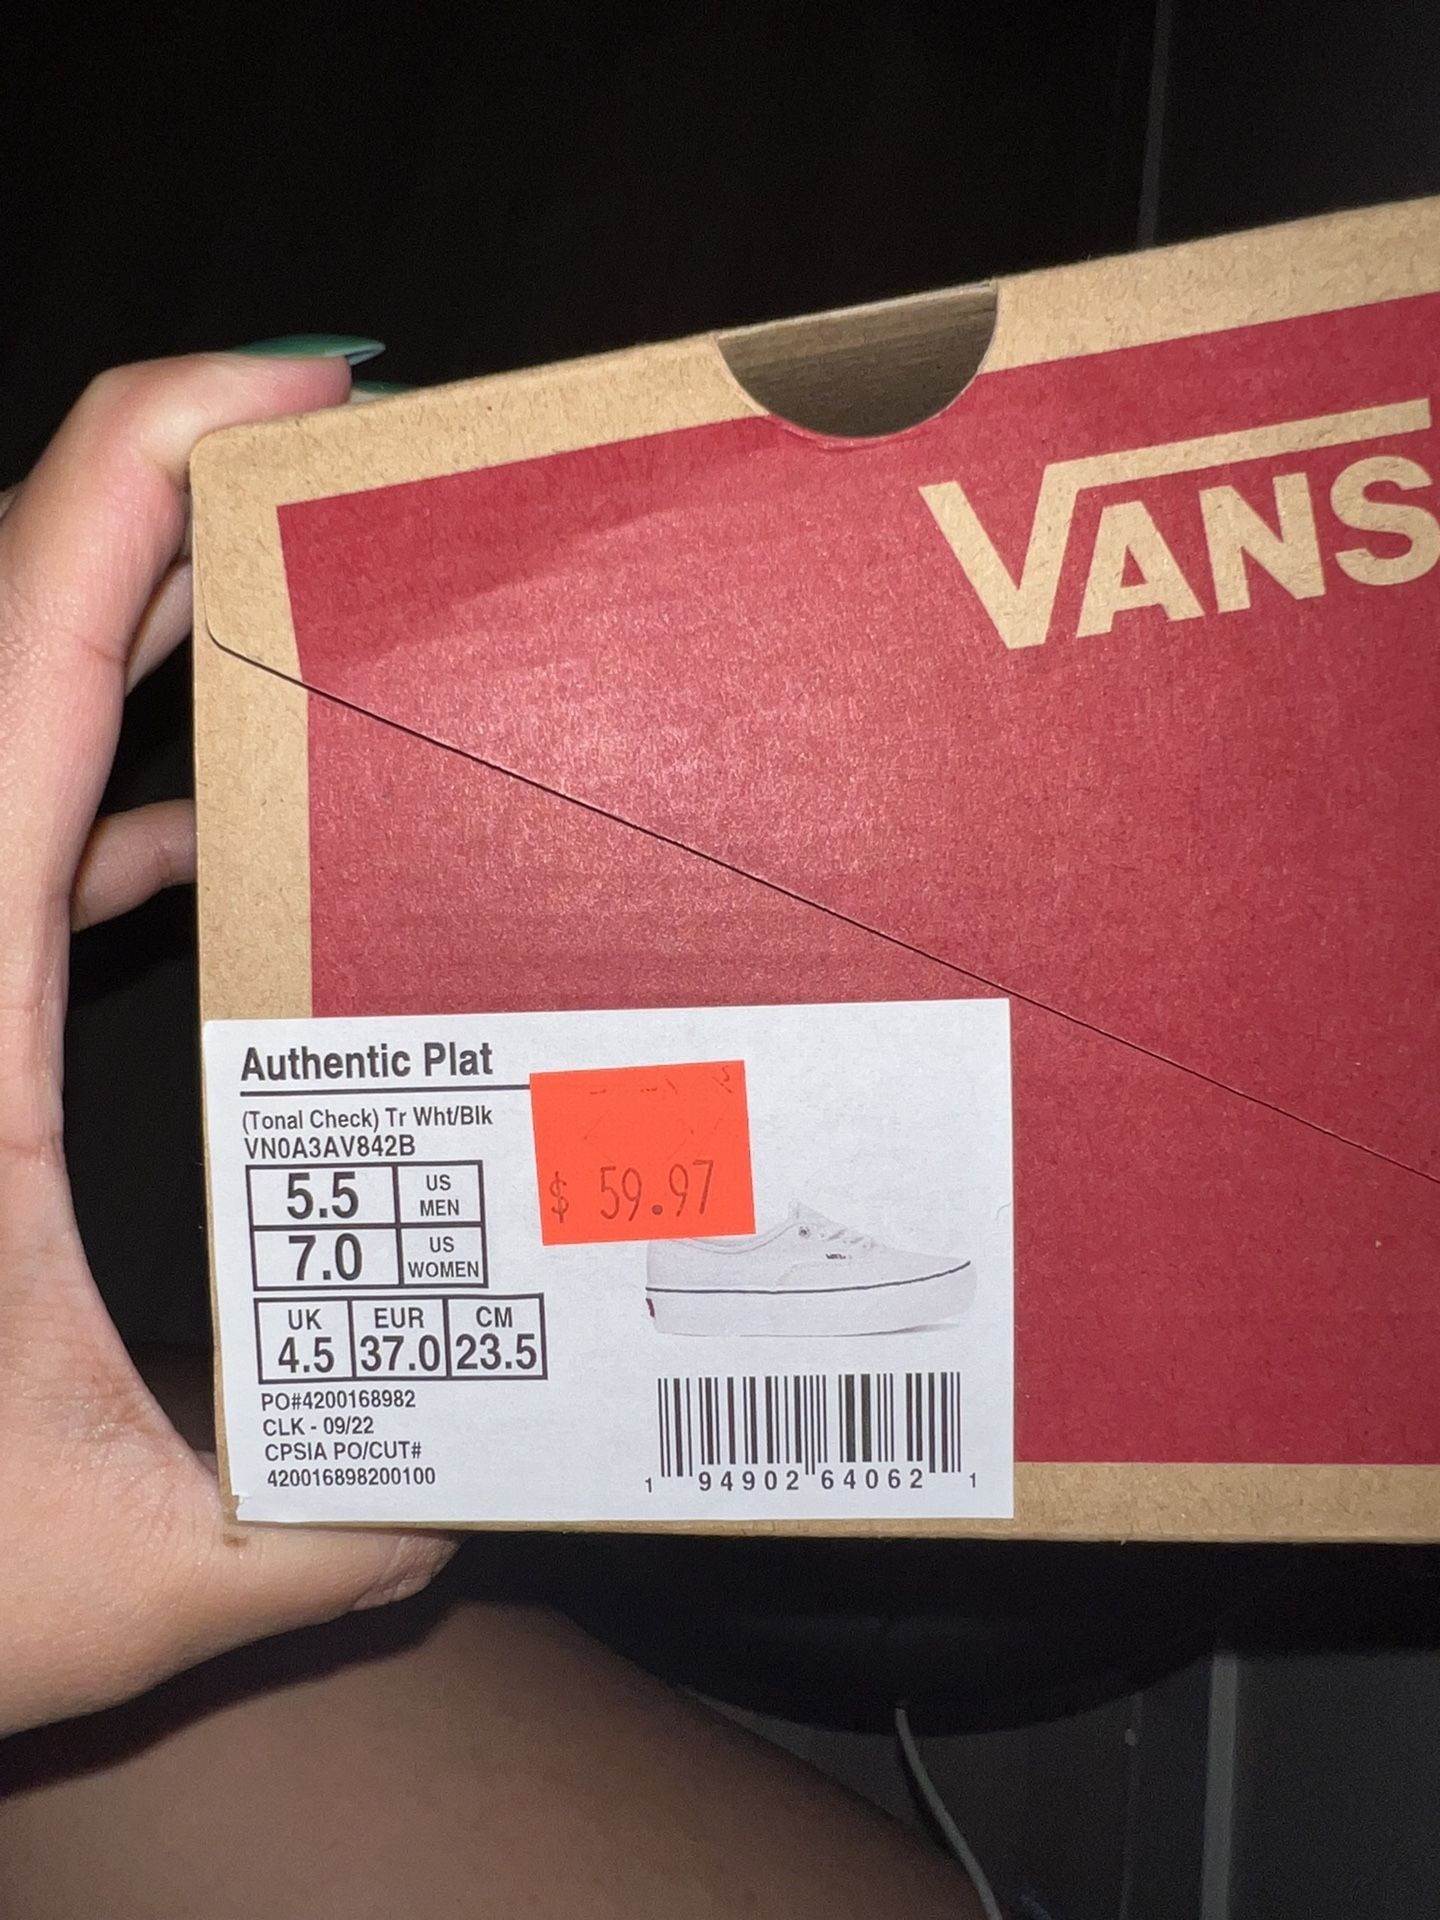 VANS
Authentic Plat
(Tonal Check) Tr Wht/Blk
VN0A3AV842B
$ 59.97
5.5 US MEN
7.0 US WOMEN
UK EUR CM
4.5 37.0 23.5
PO#4200168982
CLK - 09/22
CPSIA PO/CUT#
420016898200100
1 94902 64062 1